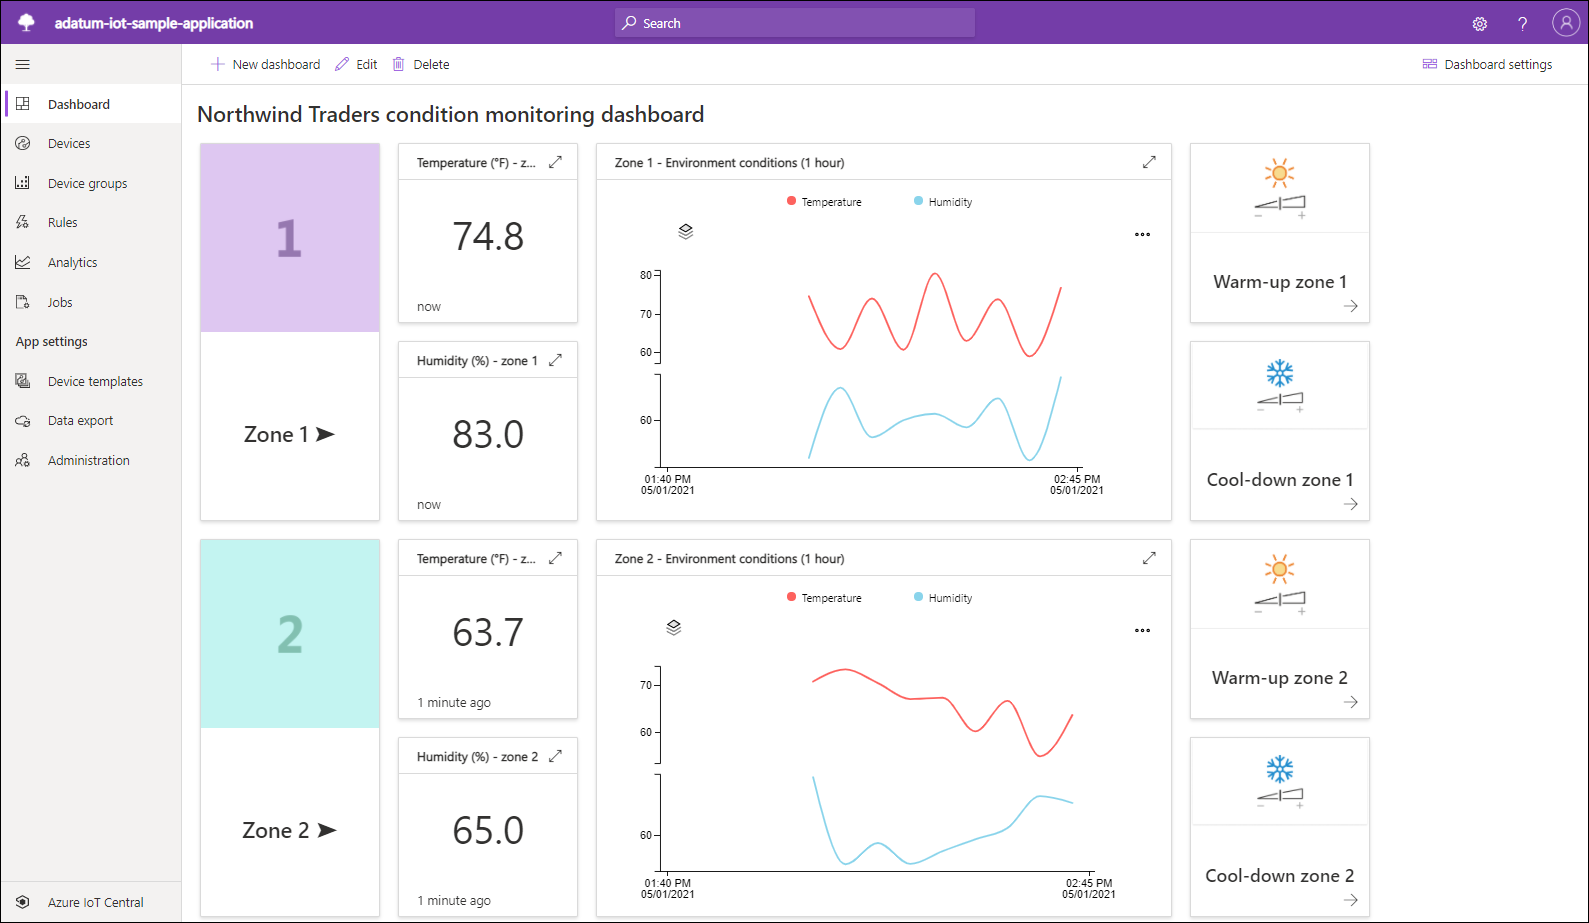 adatum-iot-sample-application
Search
?
New dashboard
Edit
Delete
Dashboard settings
Dashboard
Devices
Device groups
Rules
Analytics
Jobs
App settings
Device templates
Data export
Administration
Azure IoT Central
Northwind Traders condition monitoring dashboard
1
Zone 1
Temperature (°F) - z...
74.8
now
Humidity (%) - zone 1
83.0
now
Zone 1 - Environment conditions (1 hour)
Temperature
Humidity
80
70
60
60
01:40 PM
05/01/2021
02:45 PM
05/01/2021
Warm-up zone 1
Cool-down zone 1
2
Zone 2
Temperature (°F) - z...
63.7
1 minute ago
Humidity (%) - zone 2
65.0
1 minute ago
Zone 2 - Environment conditions (1 hour)
Temperature
Humidity
70
60
60
01:40 PM
05/01/2021
02:45 PM
05/01/2021
Warm-up zone 2
Cool-down zone 2